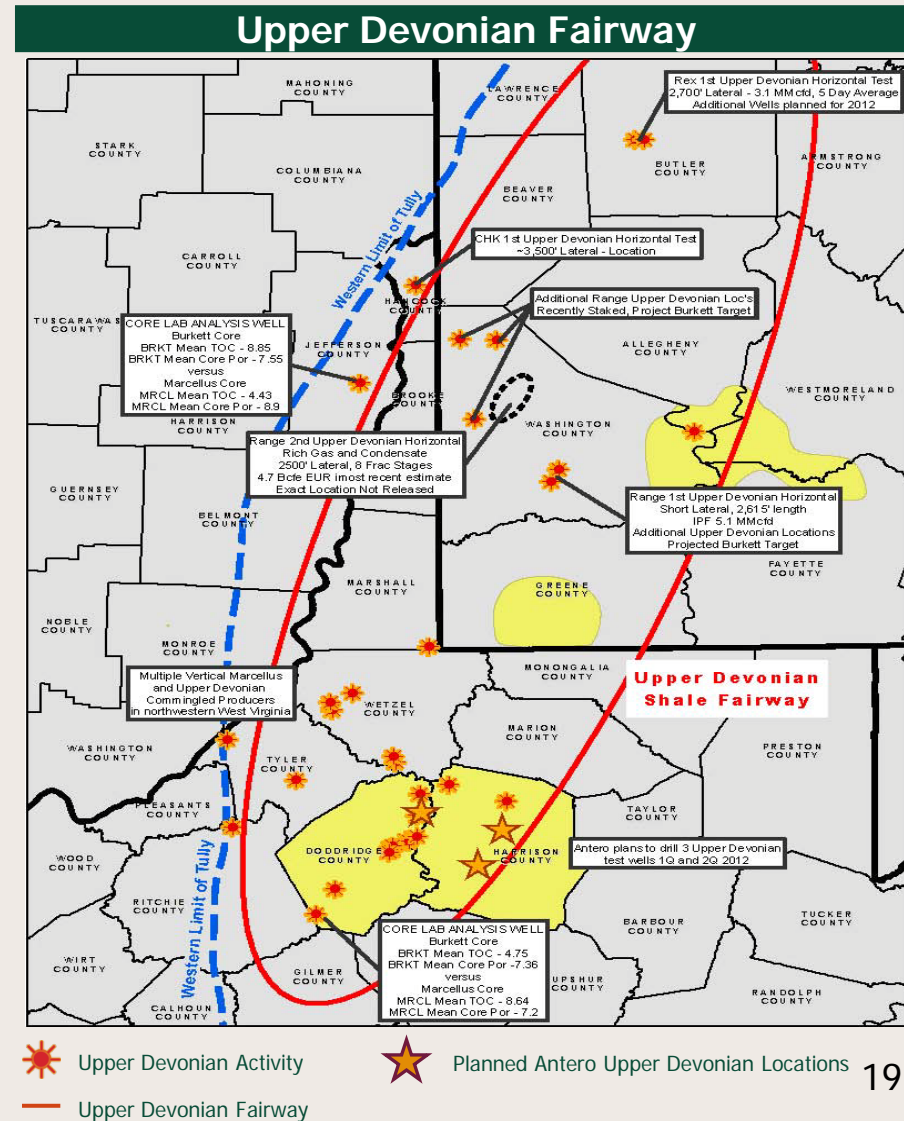 Upper Devonian Fairway
Rex 1st Upper Devonian Horizontal Test
2,700' Lateral - 3.1 MMcfd, 5 Day Average
Additional Wells planned for 2012
MAHONING
COUNTY
LAWRENCE
COUNTY
STARK
COUNTY
COLUMBIANA
COUNTY
BUTLER
COUNTY
ARMSTRONG
COUNTY
BEAVER
COUNTY
Western Limit of Tully
CHK 1st Upper Devonian Horizontal Test
~3,500' Lateral - Location
CARROLL
COUNTY
HANCOCK
COUNTY
Additional Range Upper Devonian Loc's
Recently Staked, Project Burkett Target
TUSCARAWAS
COUNTY
CORE LAB ANALYSIS WELL
Burkett Core
BRKT Mean TOC - 8.85
BRKT Mean Core Por - 7.55
versus
Marcellus Core
MRCL Mean TOC - 4.43
MRCL Mean Core Por - 8.9
JEFFERSON
COUNTY
ALLEGHENY
COUNTY
BROOKE
COUNTY
WESTMORELAND
COUNTY
HARRISON
COUNTY
WASHINGTON
COUNTY
Range 2nd Upper Devonian Horizontal
Rich Gas and Condensate
2500' Lateral, 8 Frac Stages
4.7 Bcfe EUR imost recent estimate
Exact Location Not Released
GUERNSEY
COUNTY
BELMONT
COUNTY
Range 1st Upper Devonian Horizontal
Short Lateral, 2,615' length
IPF 5.1 MMcfd
Additional Upper Devonian Locations
Projected Burkett Target
FAYETTE
COUNTY
MARSHALL
COUNTY
GREENE
COUNTY
NOBLE
COUNTY
MONROE
COUNTY
MONONGALIA
COUNTY
Multiple Vertical Marcellus
and Upper Devonian
Commingled Producers
in northwestern West Virginia
Upper Devonian
Shale Fairway
WETZEL
COUNTY
MARION
COUNTY
PRESTON
COUNTY
WASHINGTON
COUNTY
TYLER
COUNTY
PLEASANTS
COUNTY
TAYLOR
COUNTY
WOOD
COUNTY
DODDRIDGE
COUNTY
HARRISON
COUNTY
Antero plans to drill 3 Upper Devonian
test wells 1Q and 2Q 2012
RITCHIE
COUNTY
Western Limit of Tully
BARBOUR
COUNTY
TUCKER
COUNTY
CORE LAB ANALYSIS WELL
Burkett Core
BRKT Mean TOC - 4.75
BRKT Mean Core Por -7.36
versus
Marcellus Core
MRCL Mean TOC - 8.64
MRCL Mean Core Por - 7.2
WIRT
COUNTY
GILMER
COUNTY
UPSHUR
COUNTY
RANDOLPH
COUNTY
CALHOUN
COUNTY
Upper Devonian Activity
Planned Antero Upper Devonian Locations
19
Upper Devonian Fairway